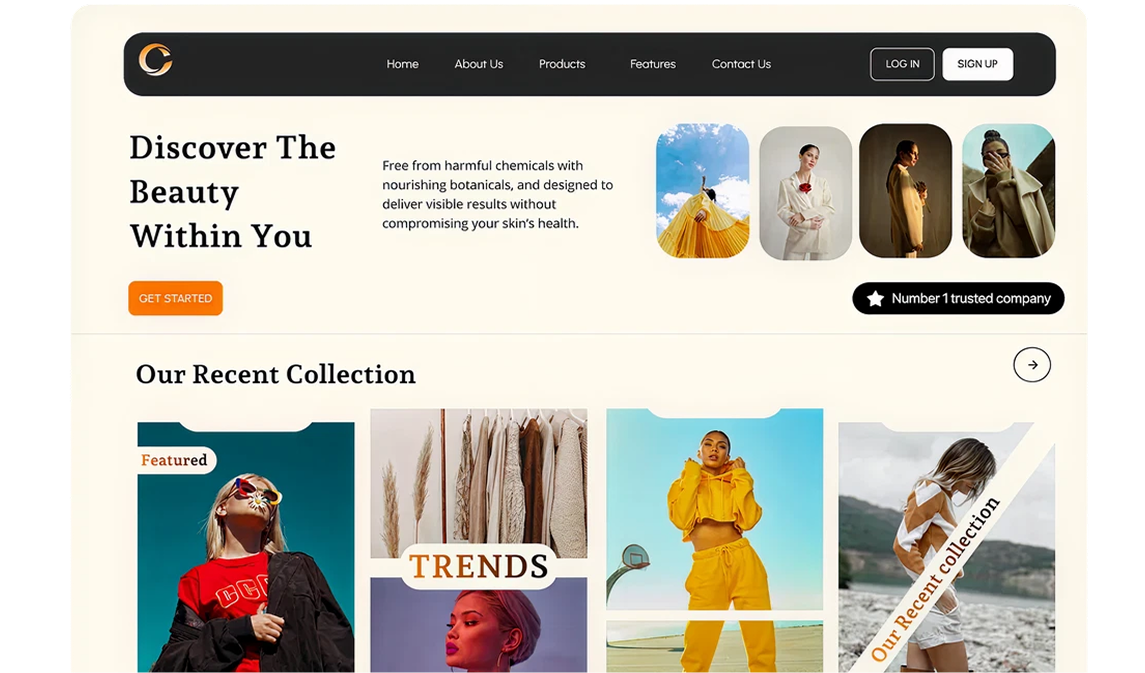 Home About Us Products Features Contact Us LOG IN SIGN UP
Discover The
Beauty
Within You
Free from harmful chemicals with
nourishing botanicals, and designed to
deliver visible results without
compromising your skin's health.
GET STARTED
Number 1 trusted company
Our Recent Collection
Featured
TRENDS
Our Recent collection